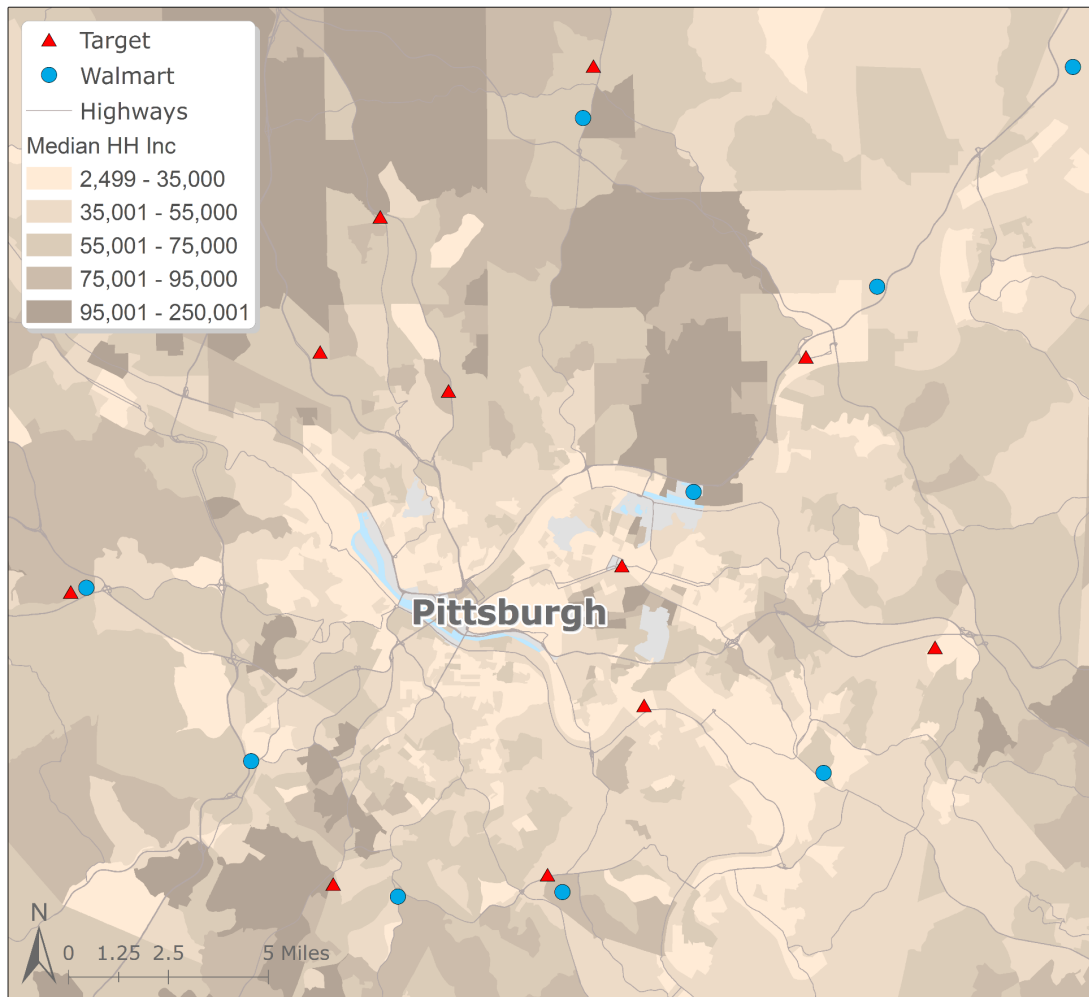 Target
Walmart
Highways
Median HH Inc
2,499 - 35,000
35,001 - 55,000
55,001 - 75,000
75,001 - 95,000
95,001 - 250,001
Pittsburgh
N
0 1.25 2.5 5 Miles